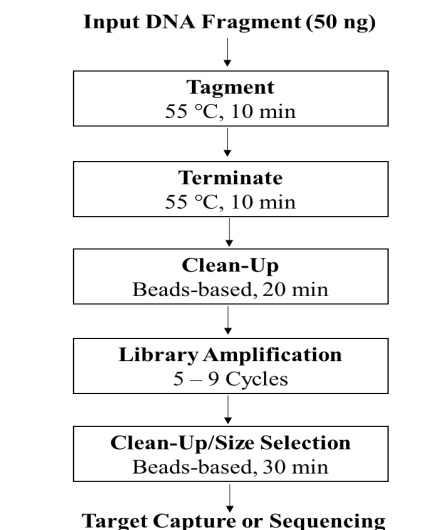 Input DNA Fragment (50 ng)
Tagment
55 °C, 10 min
Terminate
55 °C, 10 min
Clean-Up
Beads-based, 20 min
Library Amplification
5 – 9 Cycles
Clean-Up/Size Selection
Beads-based, 30 min
Target Capture or Sequencing